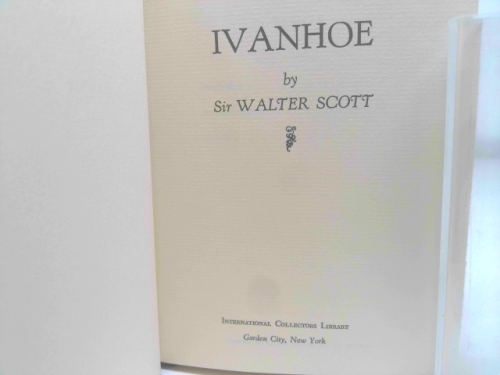 IVANHOE
by
Sir WALTER SCOTT
International Collectors Library
Garden City, New York